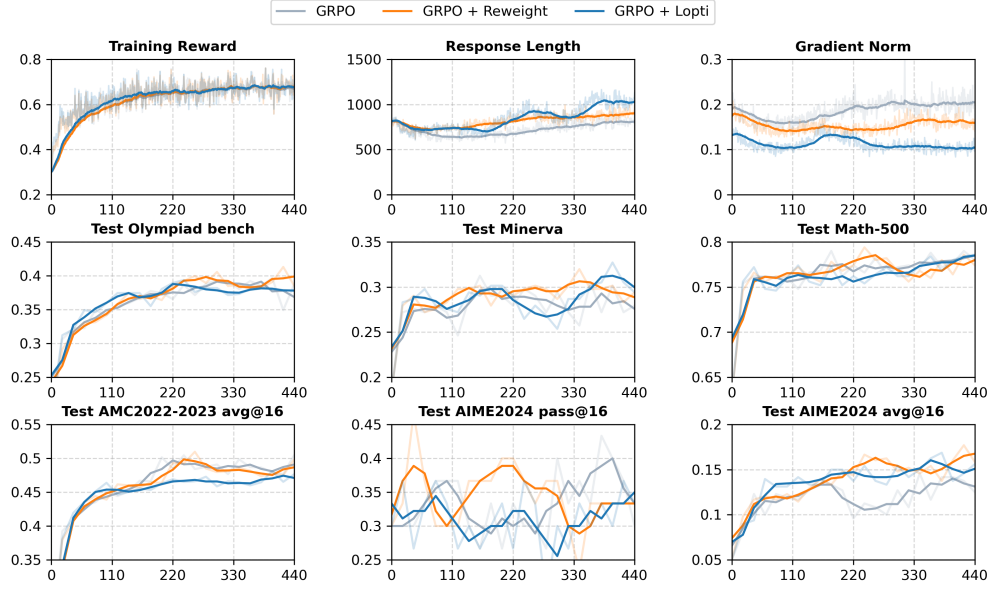 GRPO GRPO + Reweight GRPO + Lopti
Training Reward Response Length Gradient Norm
0.8 1500 0.3
0.6 1000 0.2
0.4 500 0.1
0.2 0 0
0 110 220 330 440 0 110 220 330 440 0 110 220 330 440
Test Olympiad bench Test Minerva Test Math-500
0.45 0.35 0.8
0.4 0.3 0.75
0.35 0.25 0.7
0.3
0.25 0.2 0.65
0 110 220 330 440 0 110 220 330 440 0 110 220 330 440
Test AMC2022-2023 avg@16 Test AIME2024 pass@16 Test AIME2024 avg@16
0.55 0.45 0.2
0.5 0.4 0.15
0.45 0.35 0.1
0.4 0.3
0.35 0.25 0.05
0 110 220 330 440 0 110 220 330 440 0 110 220 330 440